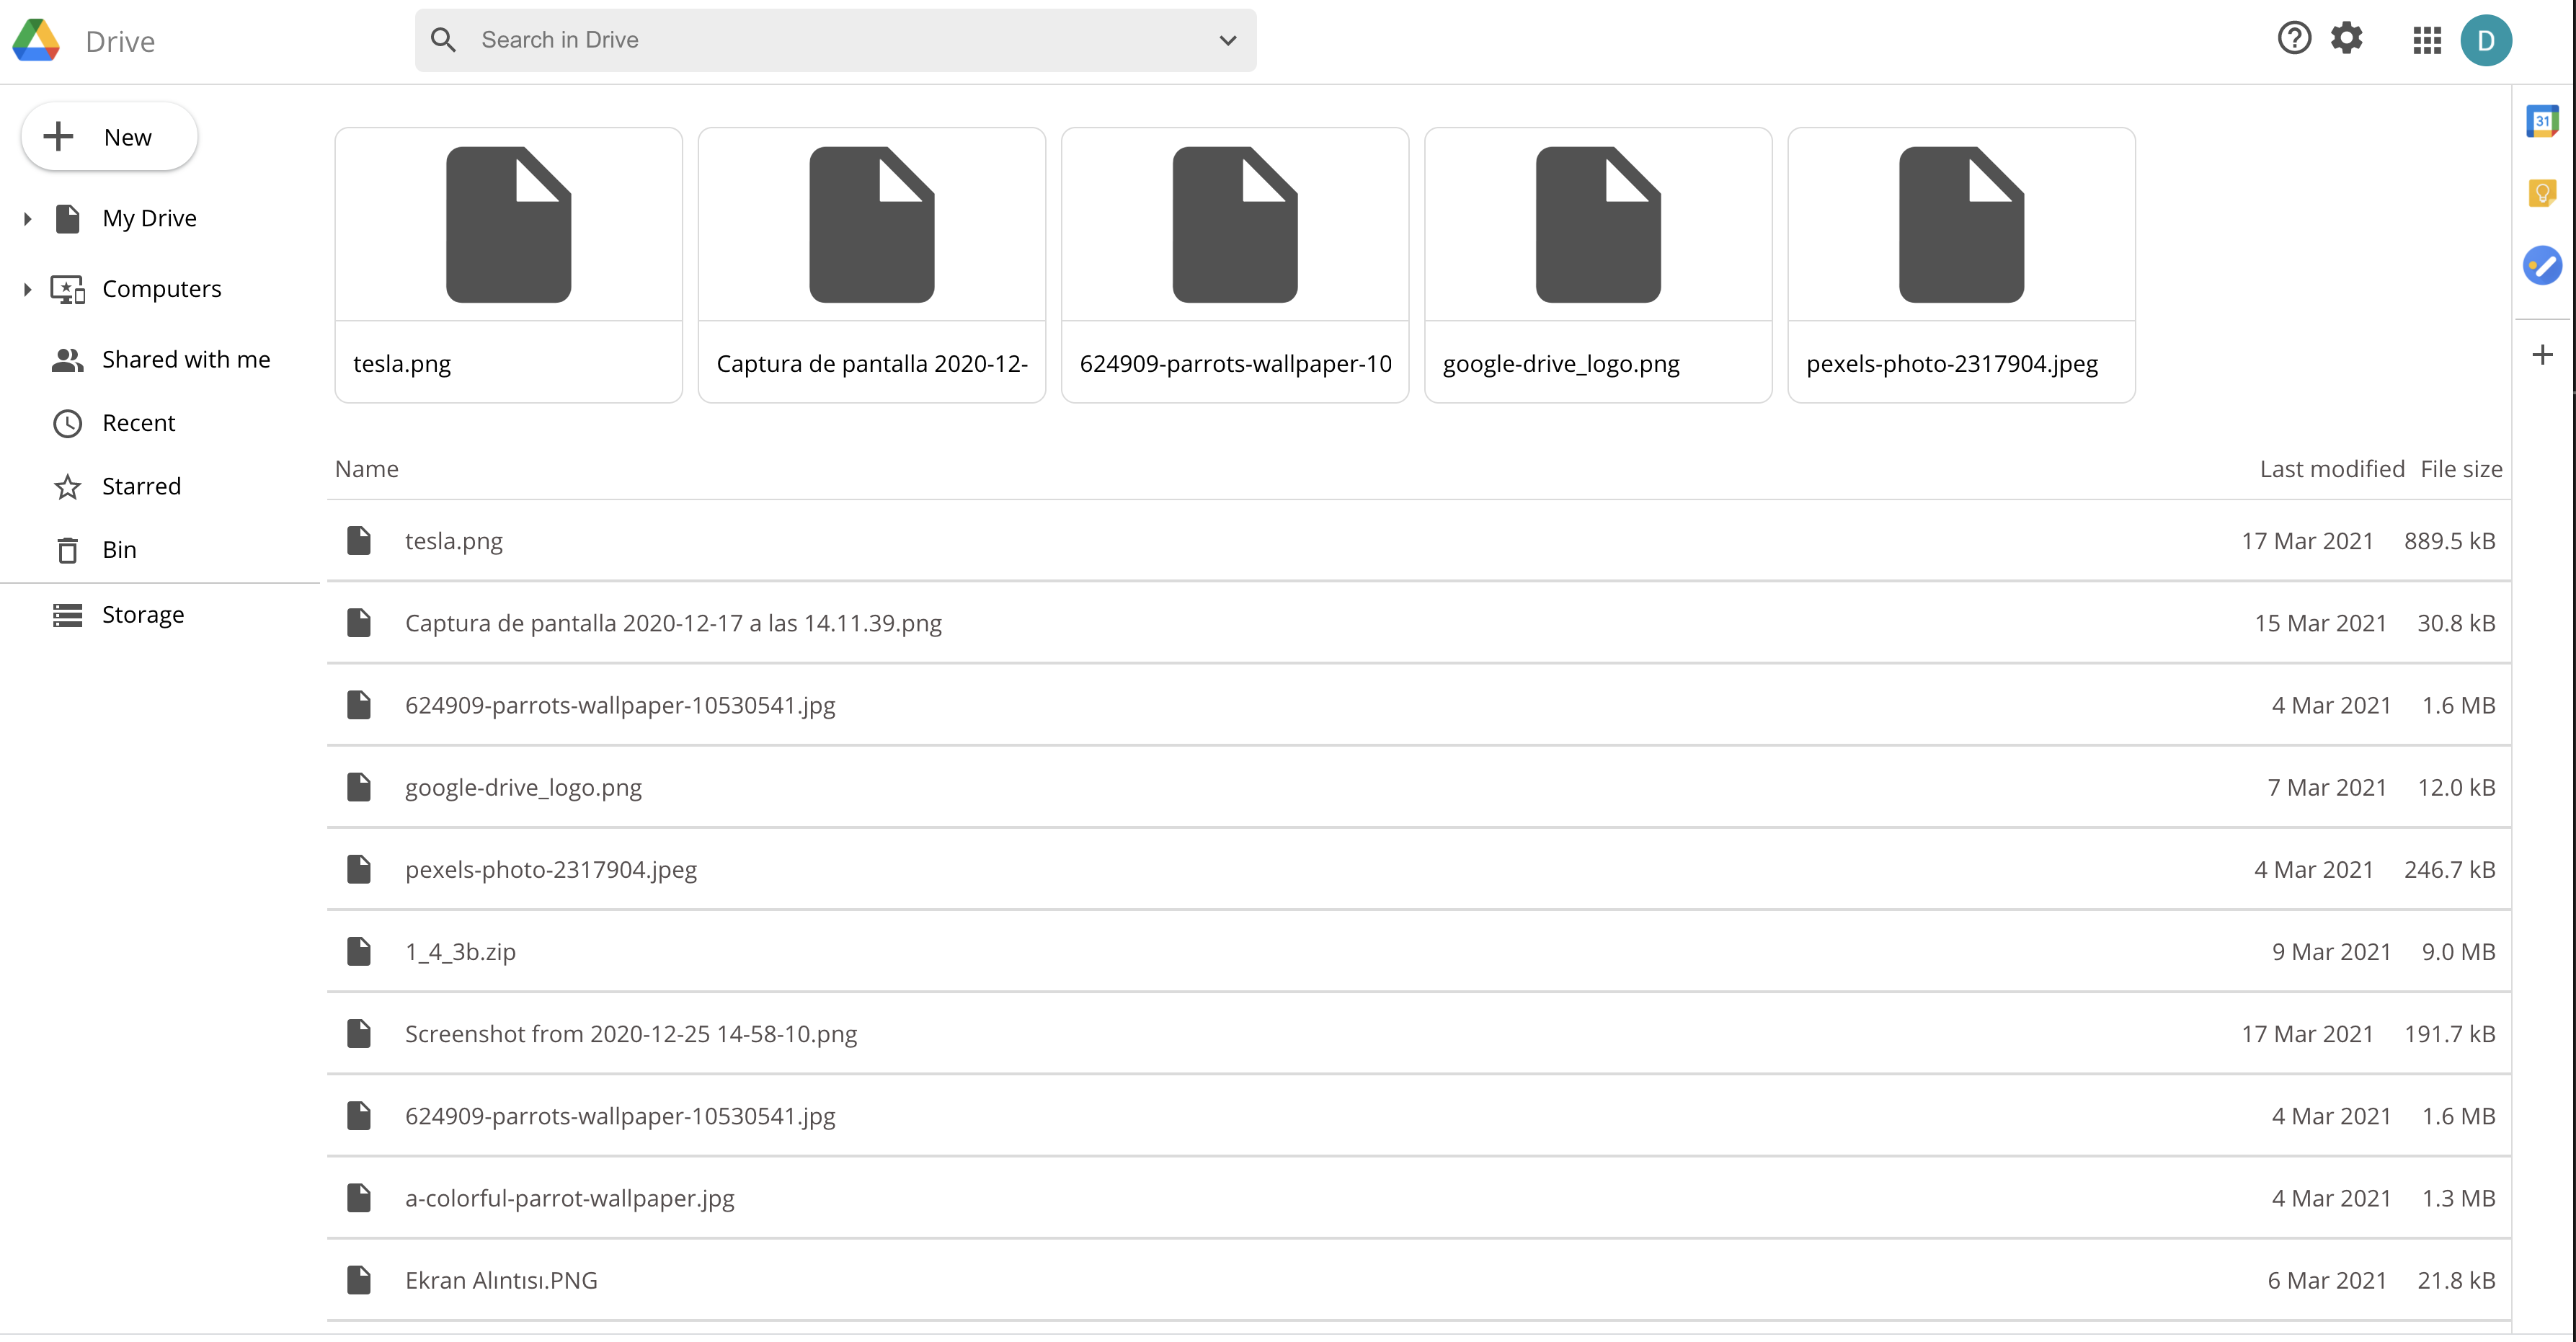 Drive
Search in Drive
D
New
My Drive
Computers
Shared with me
Recent
Starred
Bin
Storage
31
tesla.png
Captura de pantalla 2020-12-
624909-parrots-wallpaper-10
google-drive_logo.png
pexels-photo-2317904.jpeg
Name Last modified File size
tesla.png 17 Mar 2021 889.5 kB
Captura de pantalla 2020-12-17 a las 14.11.39.png 15 Mar 2021 30.8 kB
624909-parrots-wallpaper-10530541.jpg 4 Mar 2021 1.6 MB
google-drive_logo.png 7 Mar 2021 12.0 kB
pexels-photo-2317904.jpeg 4 Mar 2021 246.7 kB
1_4_3b.zip 9 Mar 2021 9.0 MB
Screenshot from 2020-12-25 14-58-10.png 17 Mar 2021 191.7 kB
624909-parrots-wallpaper-10530541.jpg 4 Mar 2021 1.6 MB
a-colorful-parrot-wallpaper.jpg 4 Mar 2021 1.3 MB
Ekran Alıntısı.PNG 6 Mar 2021 21.8 kB